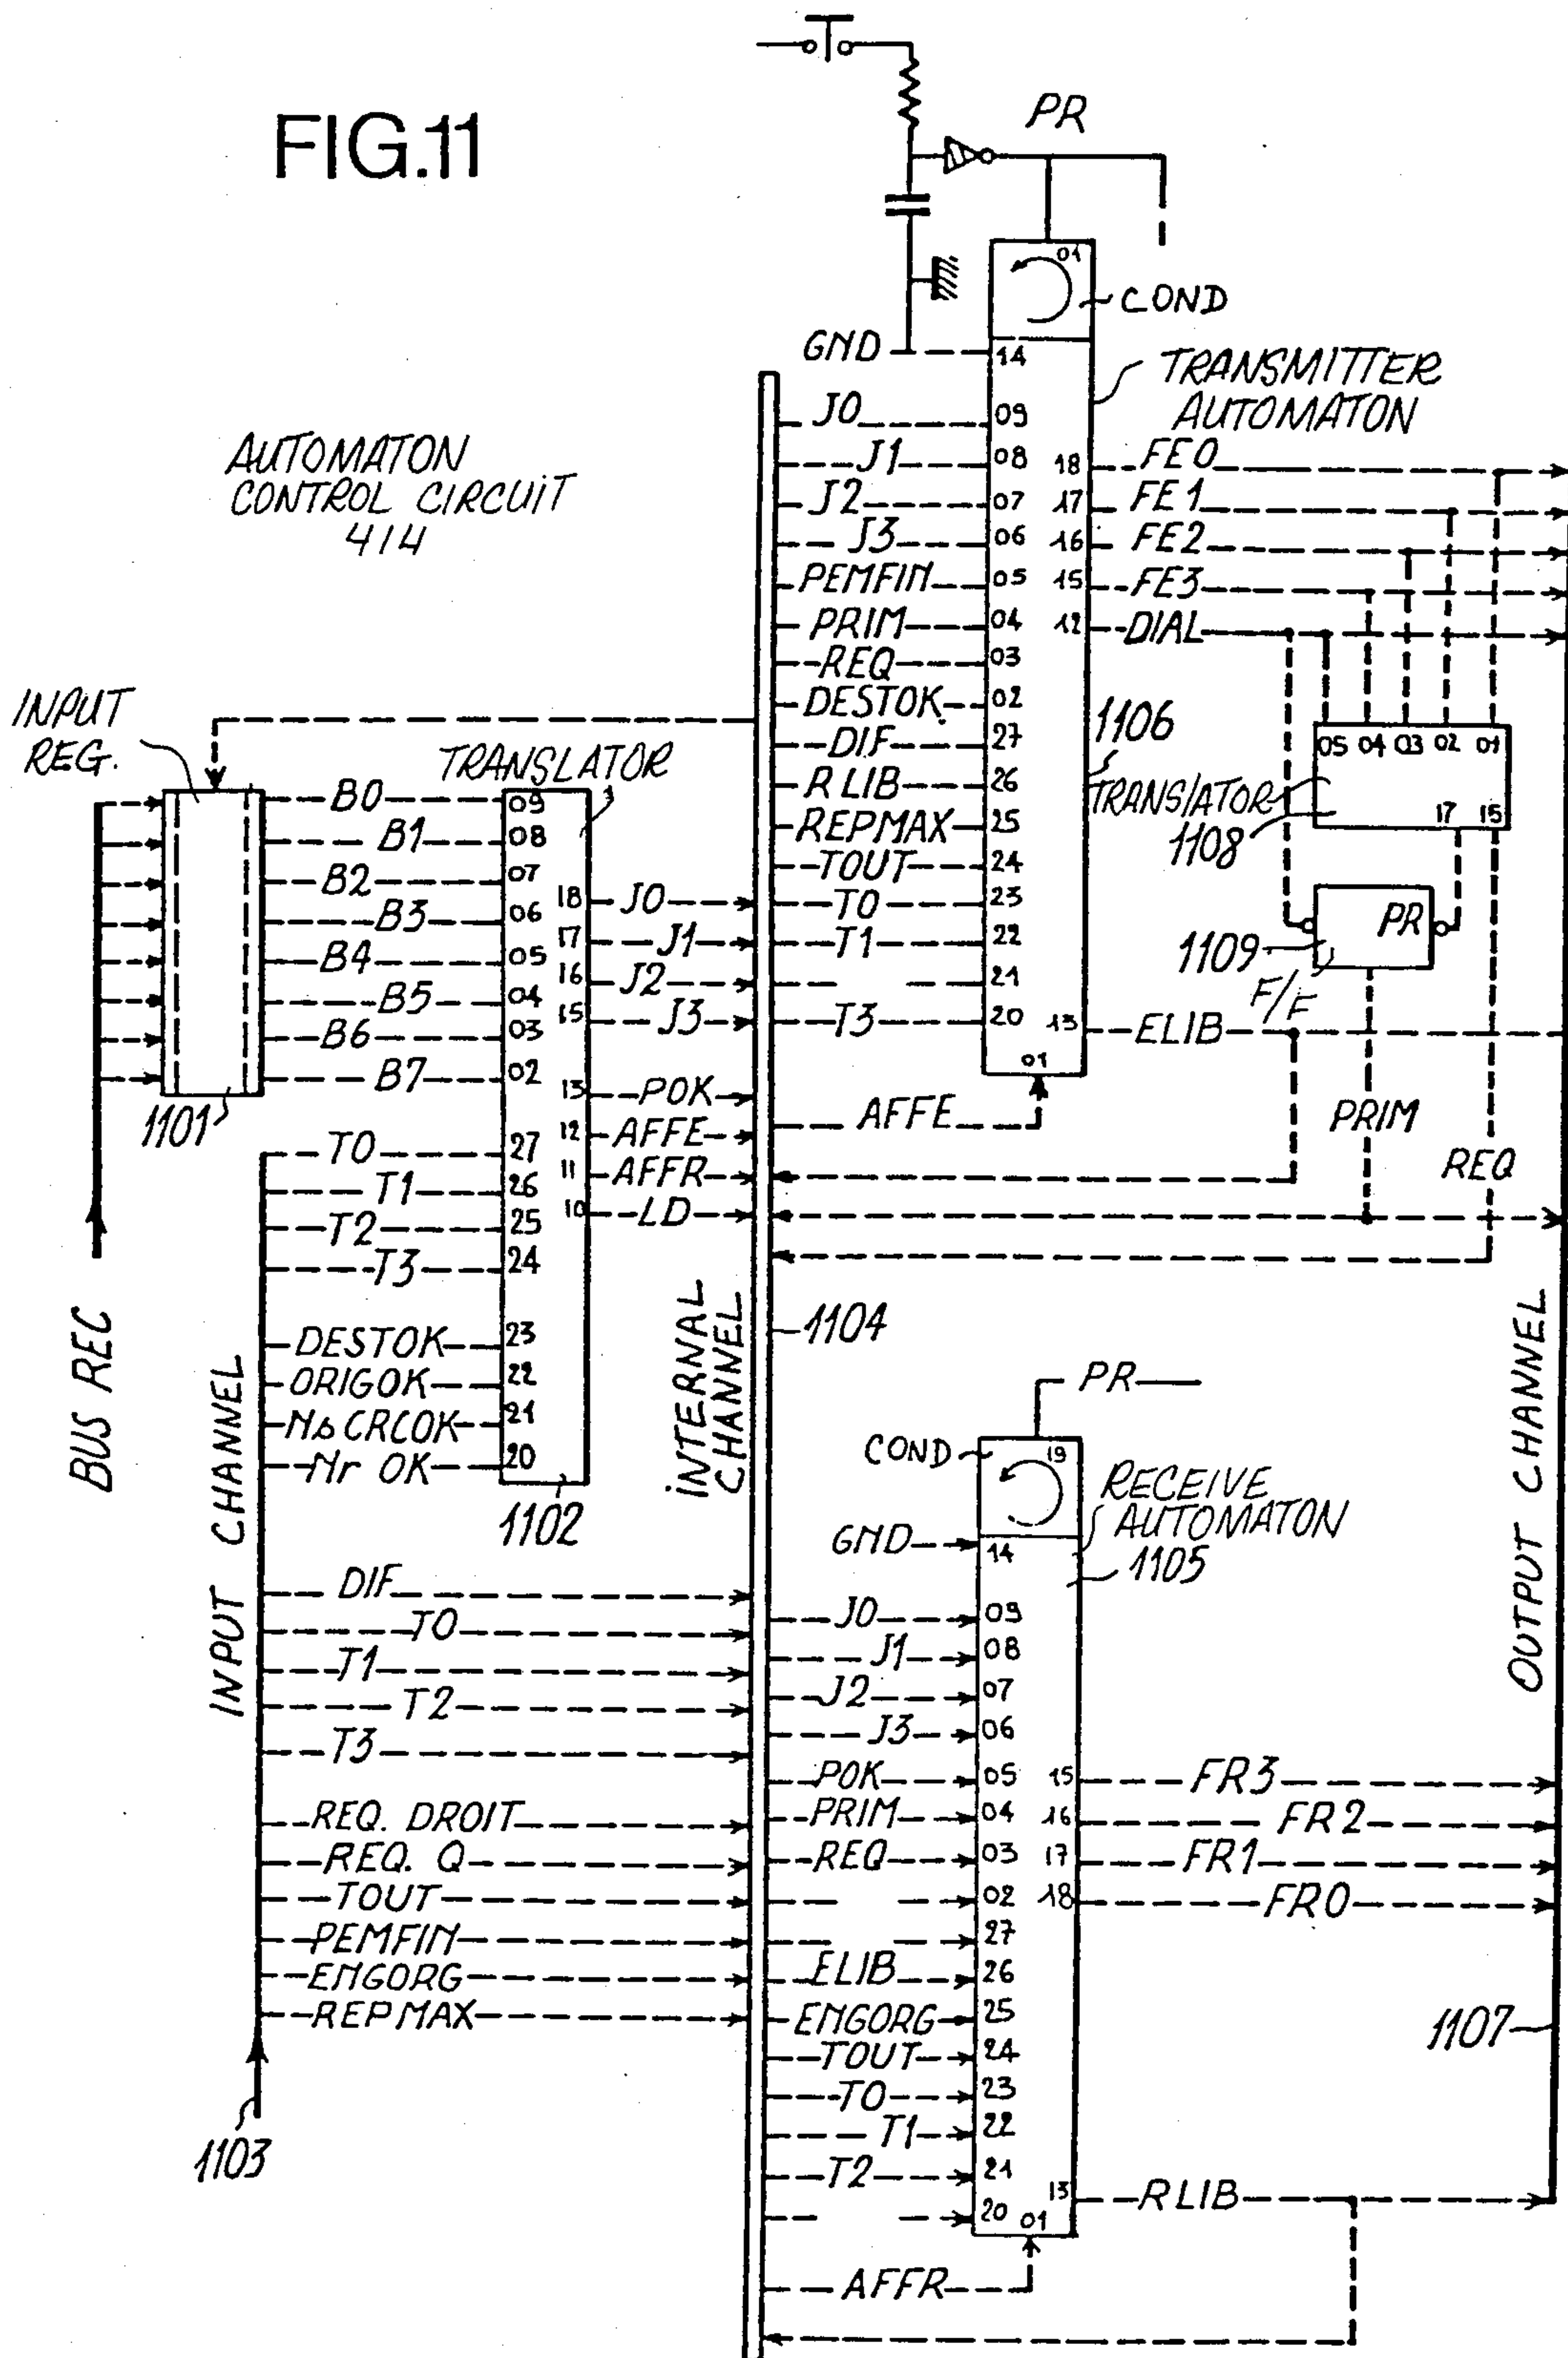 FIG.11
PR
01
COND
GND
14
TRANSMITTER
AUTOMATON
AUTOMATON
CONTROL CIRCUIT
414
J0 09
J1 08 18 FE0
J2 07 17 FE1
J3 06 16 FE2
PEMFIN 05 15 FE3
PRIM 04 12 DIAL
REQ 03
DESTOK 02
DIF 27
RLIB 26
REPMAX 25
TOUT 24
T0 23
T1 22
21
T3 20 13 ELIB
01
AFFE
1106
05 04 03 02 01
TRANSLATOR
1108
17 15
PR
1109
F/F
PRIM
REQ
INPUT
REG.
TRANSLATOR
B0 09
B1 08
B2 07
B3 06
B4 05
B5 04
B6 03
B7 02
18 J0
17 J1
16 J2
15 J3
13 POK
12 AFFE
11 AFFR
10 LD
1101
T0 27
T1 26
T2 25
T3 24
DESTOK 23
ORIGOK 22
Ns CRCOK 21
Nr OK 20
1102
BUS REC
INPUT CHANNEL
INTERNAL
CHANNEL
1104
OUTPUT CHANNEL
PR
COND
19
RECEIVE
AUTOMATON
1105
GND
14
DIF
T0
T1
T2
T3
REQ. DROIT
REQ. Q
TOUT
PEMFIN
ENGORG
REPMAX
1103
J0 09
J1 08
J2 07
J3 06
POK 05 15 FR3
PRIM 04 16 FR2
REQ 03 17 FR1
02 18 FR0
27
ELIB 26
ENGORG 25
TOUT 24
T0 23
T1 22
T2 21
20 01
13 RLIB
AFFR
1107